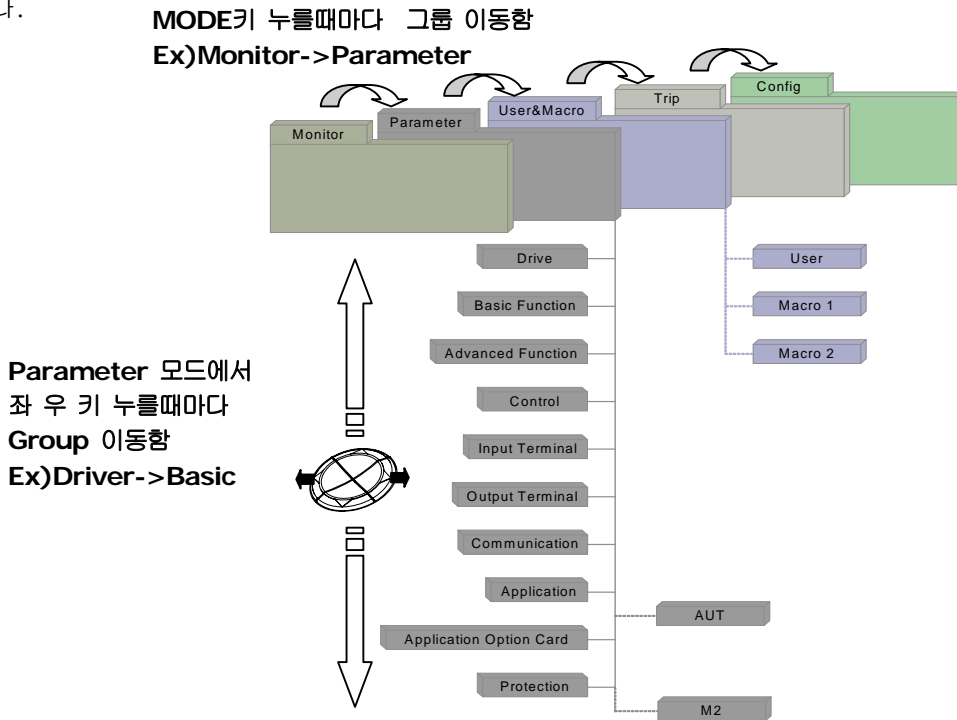 다.
MODE키 누를때마다 그룹 이동함
Ex)Monitor->Parameter
Monitor
Parameter
User&Macro
Trip
Config
Drive
Basic Function
Advanced Function
Control
Input Terminal
Output Terminal
Communication
Application
Application Option Card
Protection
User
Macro 1
Macro 2
AUT
M2
Parameter 모드에서
좌 우 키 누를때마다
Group 이동함
Ex)Driver->Basic